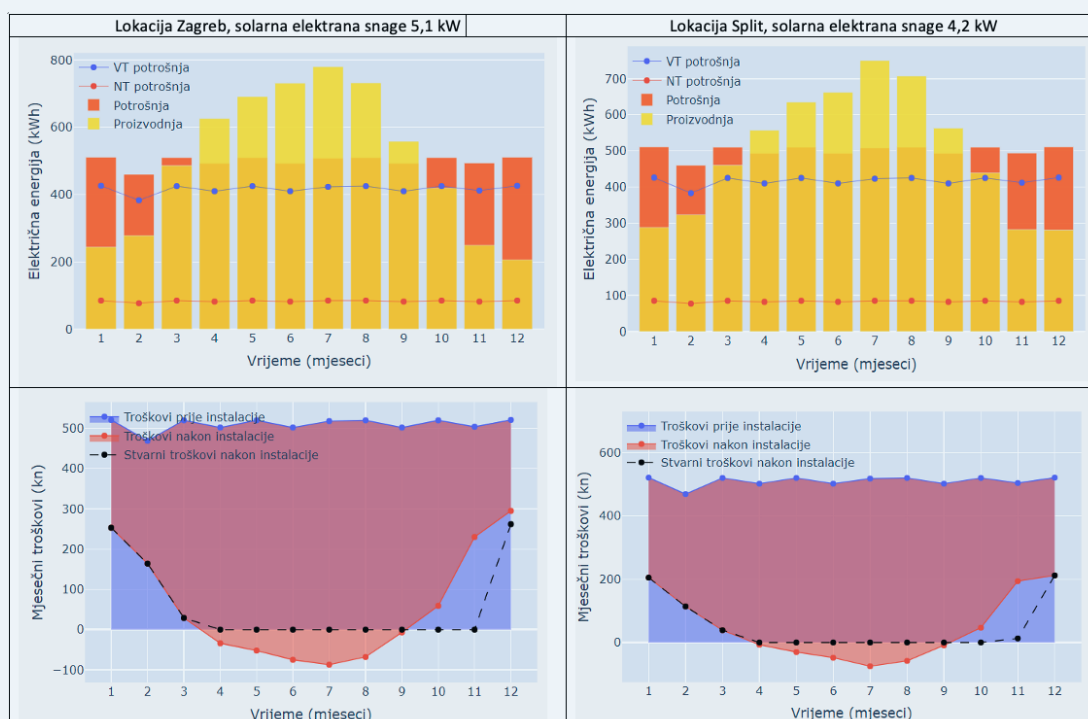 Lokacija Zagreb, solarna elektrana snage 5,1 kW
Lokacija Split, solarna elektrana snage 4,2 kW
VT potrošnja
NT potrošnja
Potrošnja
Proizvodnja
Električna energija (kWh)
800
600
400
200
0
1 2 3 4 5 6 7 8 9 10 11 12
Vrijeme (mjeseci)
VT potrošnja
NT potrošnja
Potrošnja
Proizvodnja
Električna energija (kWh)
700
600
500
400
300
200
100
0
1 2 3 4 5 6 7 8 9 10 11 12
Vrijeme (mjeseci)
Troškovi prije instalacije
Troškovi nakon instalacije
Stvarni troškovi nakon instalacije
Mjesečni troškovi (kn)
500
400
300
200
100
0
−100
1 2 3 4 5 6 7 8 9 10 11 12
Vrijeme (mjeseci)
Troškovi prije instalacije
Troškovi nakon instalacije
Stvarni troškovi nakon instalacije
Mjesečni troškovi (kn)
600
400
200
0
1 2 3 4 5 6 7 8 9 10 11 12
Vrijeme (mjeseci)